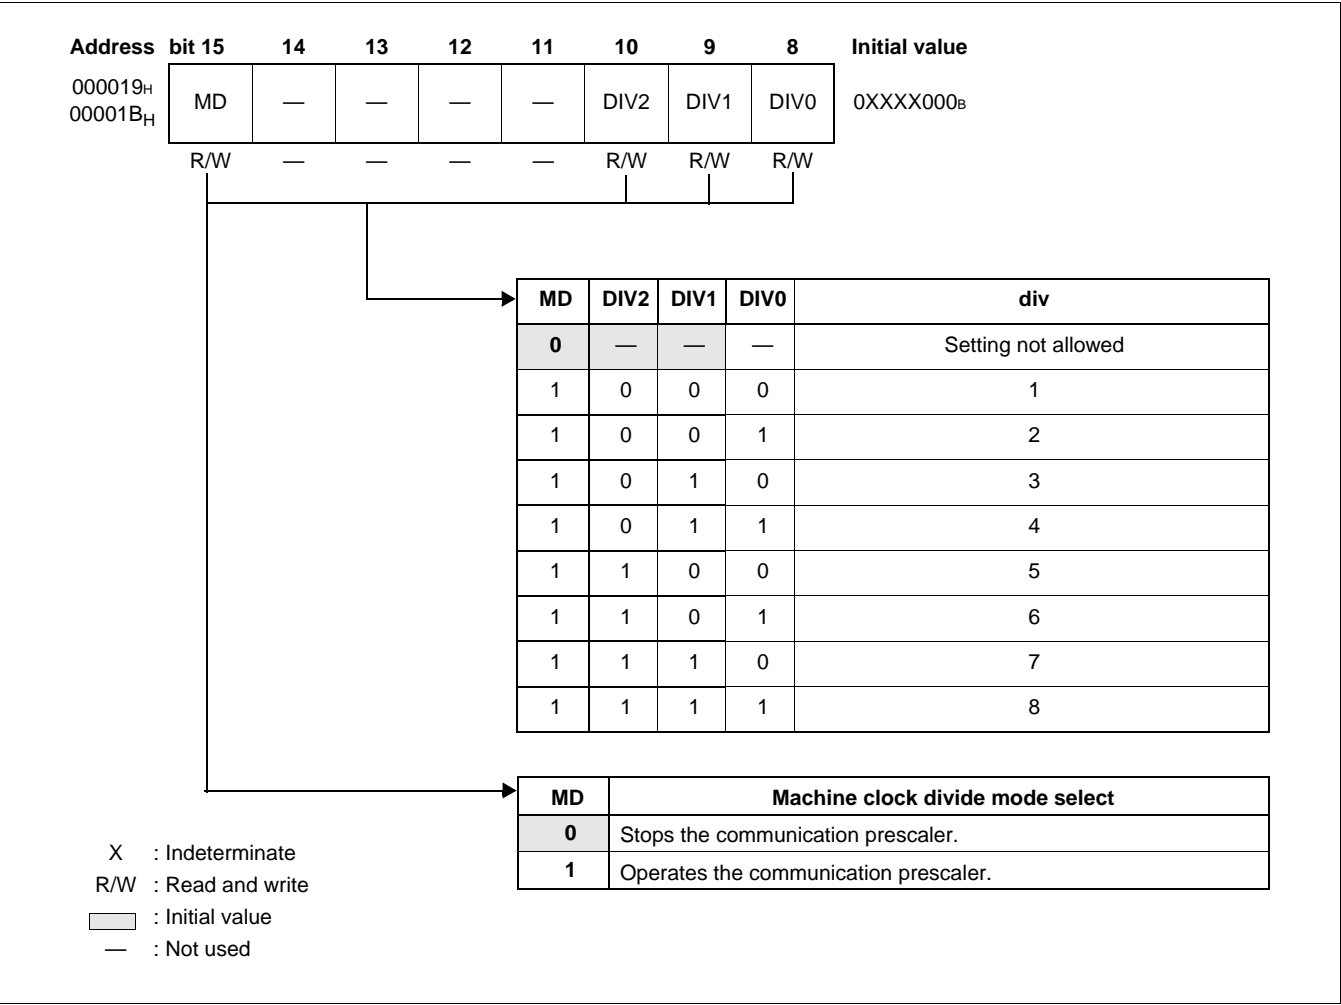 Address bit 15 14 13 12 11 10 9 8 Initial value
000019H
00001BH
MD — — — — DIV2 DIV1 DIV0 0XXXX000B
R/W — — — — R/W R/W R/W
MD DIV2 DIV1 DIV0 div
0 — — — Setting not allowed
1 0 0 0 1
1 0 0 1 2
1 0 1 0 3
1 0 1 1 4
1 1 0 0 5
1 1 0 1 6
1 1 1 0 7
1 1 1 1 8
MD Machine clock divide mode select
0 Stops the communication prescaler.
1 Operates the communication prescaler.
X : Indeterminate
R/W : Read and write
: Initial value
— : Not used